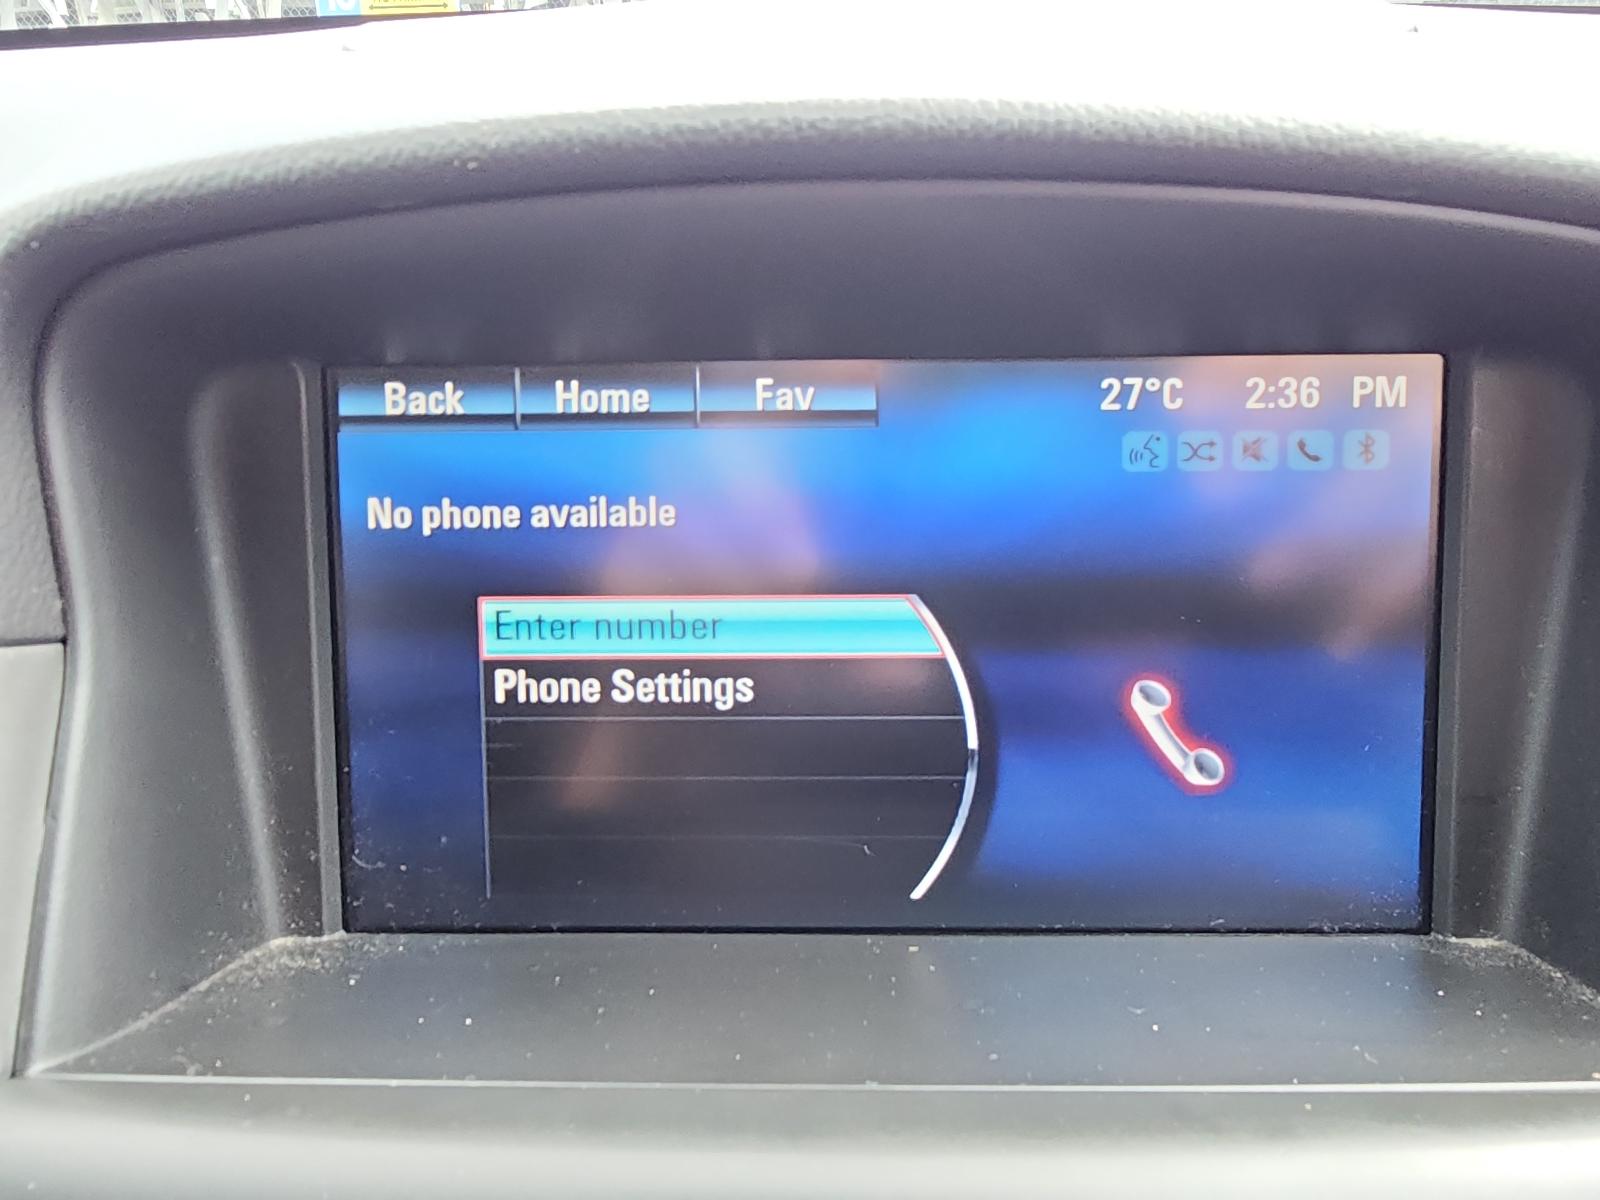 Back Home Fav 27°C 2:36 PM
No phone available
Enter number
Phone Settings